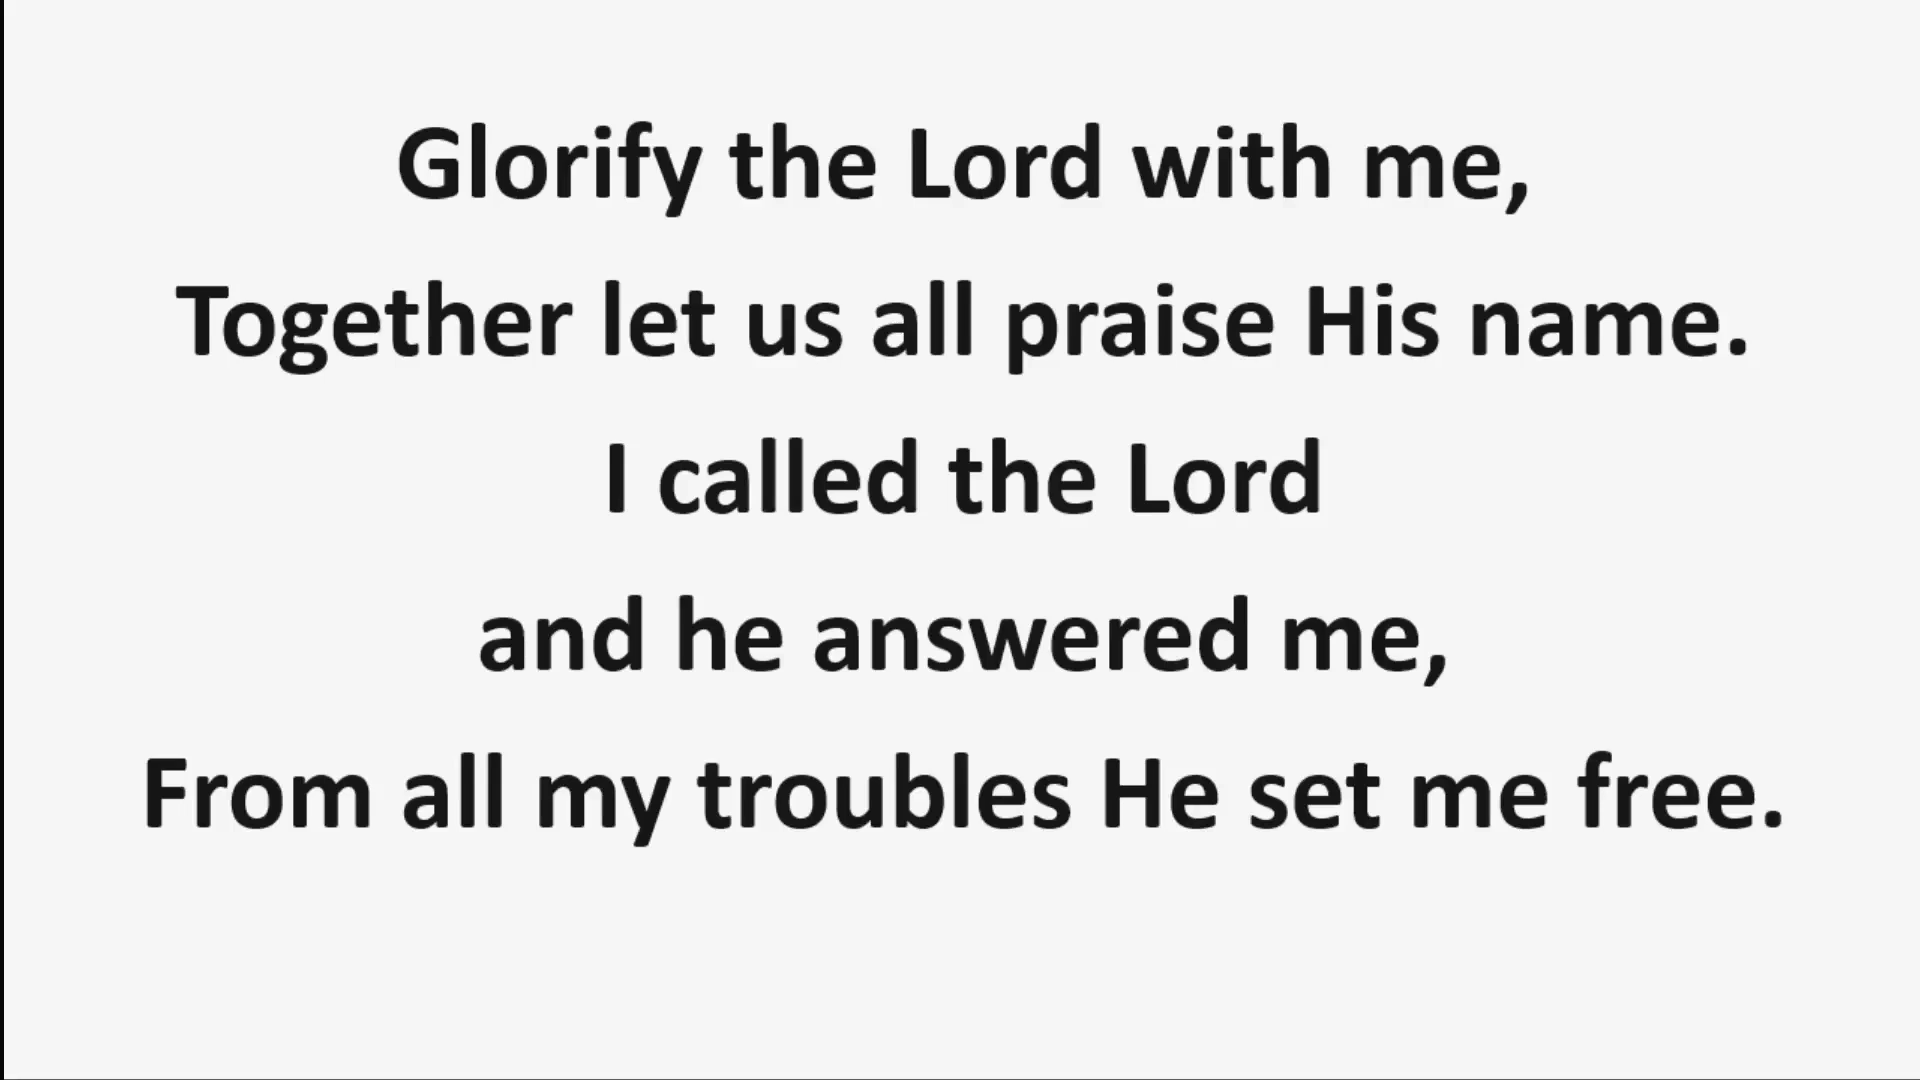 Glorify the Lord with me,
Together let us all praise His name.
I called the Lord
and he answered me,
From all my troubles He set me free.